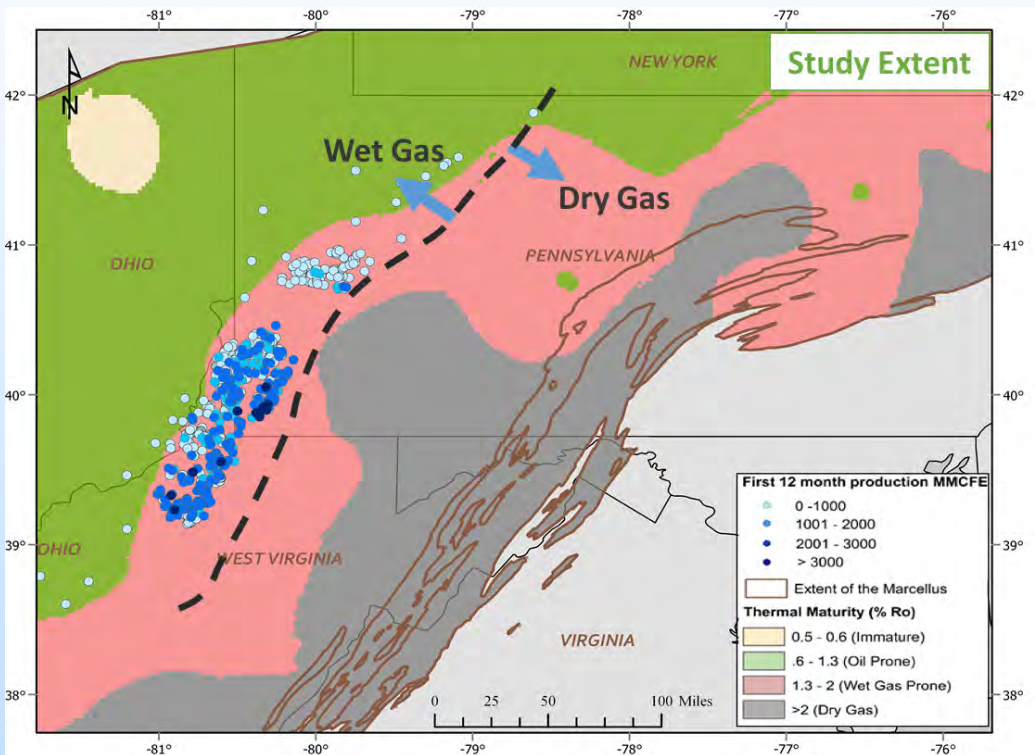 -81°
-80°
-79°
-78°
-77°
-76°
NEW YORK
Study Extent
42°
42°
N
Wet Gas
Dry Gas
OHIO
PENNSYLVANIA
41°
41°
40°
40°
39°
39°
OHIO
WEST VIRGINIA
VIRGINIA
38°
38°
0
25
50
100 Miles
First 12 month production MMCFE
0 -1000
1001 - 2000
2001 - 3000
> 3000
Extent of the Marcellus
Thermal Maturity (% Ro)
0.5 - 0.6 (Immature)
.6 - 1.3 (Oil Prone)
1.3 - 2 (Wet Gas Prone)
>2 (Dry Gas)
-81°
-80°
-79°
-78°
-77°
-76°